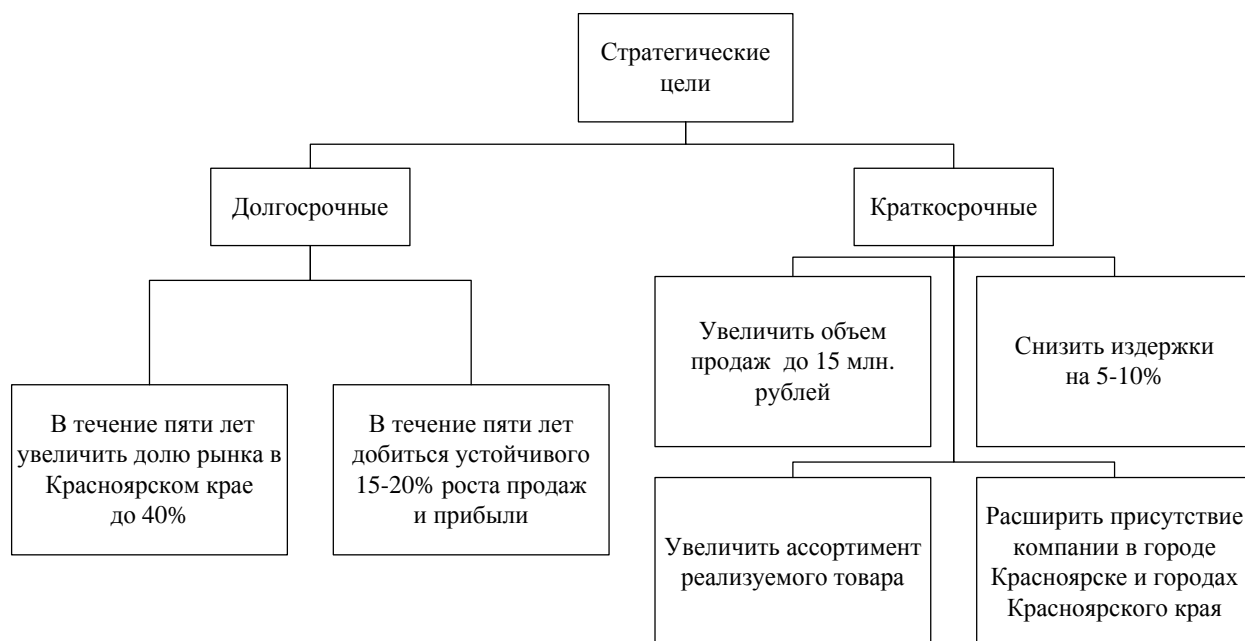 Стратегические
цели
Долгосрочные
Краткосрочные
В течение пяти лет
увеличить долю рынка в
Красноярском крае
до 40%
В течение пяти лет
добиться устойчивого
15-20% роста продаж
и прибыли
Увеличить объем
продаж до 15 млн.
рублей
Снизить издержки
на 5-10%
Увеличить ассортимент
реализуемого товара
Расширить присутствие
компании в городе
Красноярске и городах
Красноярского края